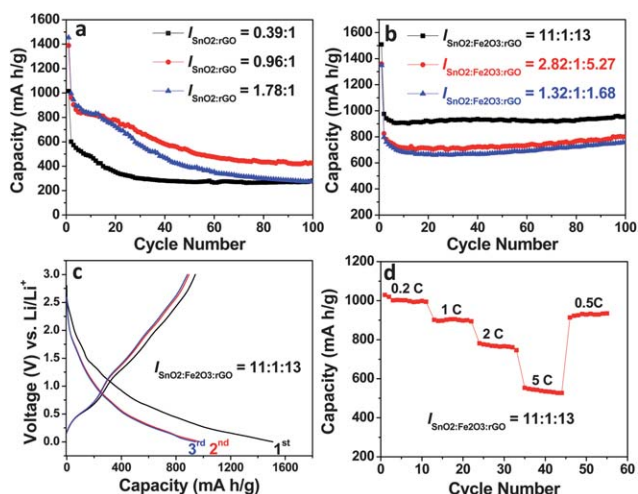 a
I SnO2:rGO = 0.39:1
I SnO2:rGO = 0.96:1
I SnO2:rGO = 1.78:1
1600
1400
1200
1000
800
600
400
200
0
0 20 40 60 80 100
Capacity (mA h/g)
Cycle Number
b
I SnO2:Fe2O3:rGO = 11:1:13
I SnO2:Fe2O3:rGO = 2.82:1:5.27
I SnO2:Fe2O3:rGO = 1.32:1:1.68
1600
1400
1200
1000
800
600
400
200
0 20 40 60 80 100
Capacity (mA h/g)
Cycle Number
c
I SnO2:Fe2O3:rGO = 11:1:13
3.0
2.5
2.0
1.5
1.0
0.5
0.0
3rd 2nd 1st
0 400 800 1200 1600
Voltage (V) vs. Li/Li+
Capacity (mA h/g)
d
0.2 C
1 C
2 C
5 C
0.5C
I SnO2:Fe2O3:rGO = 11:1:13
1200
1000
800
600
400
0 10 20 30 40 50 60
Capacity (mA h/g)
Cycle Number